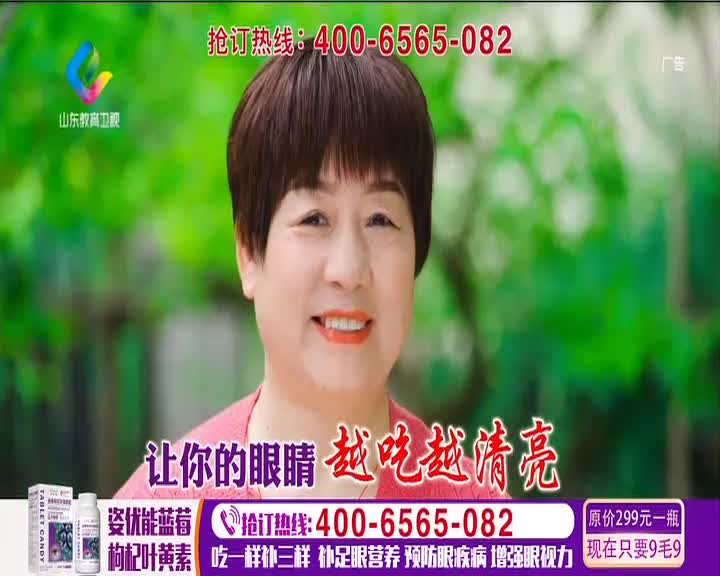 抢订热线：400-6565-082
广告
山东教育卫视
让你的眼睛 越吃越清亮
姿优能蓝莓
枸杞叶黄素
TABLET CANDY
抢订热线:400-6565-082
吃一样补三样 补足眼营养 预防眼疾病 增强眼视力
原价299元一瓶
现在只要9毛9